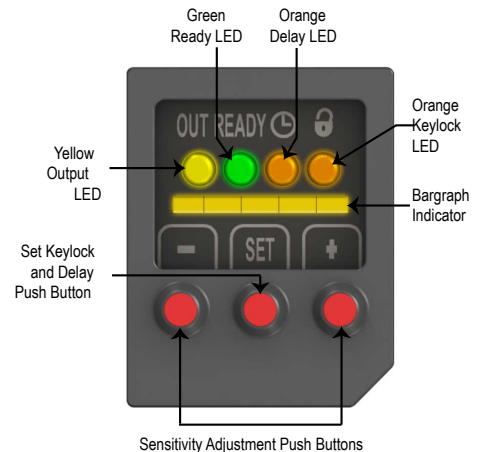 Green
Ready LED
Orange
Delay LED
OUT READY
Orange
Keylock
LED
Yellow
Output
LED
Bargraph
Indicator
- SET +
Set Keylock
and Delay
Push Button
Sensitivity Adjustment Push Buttons